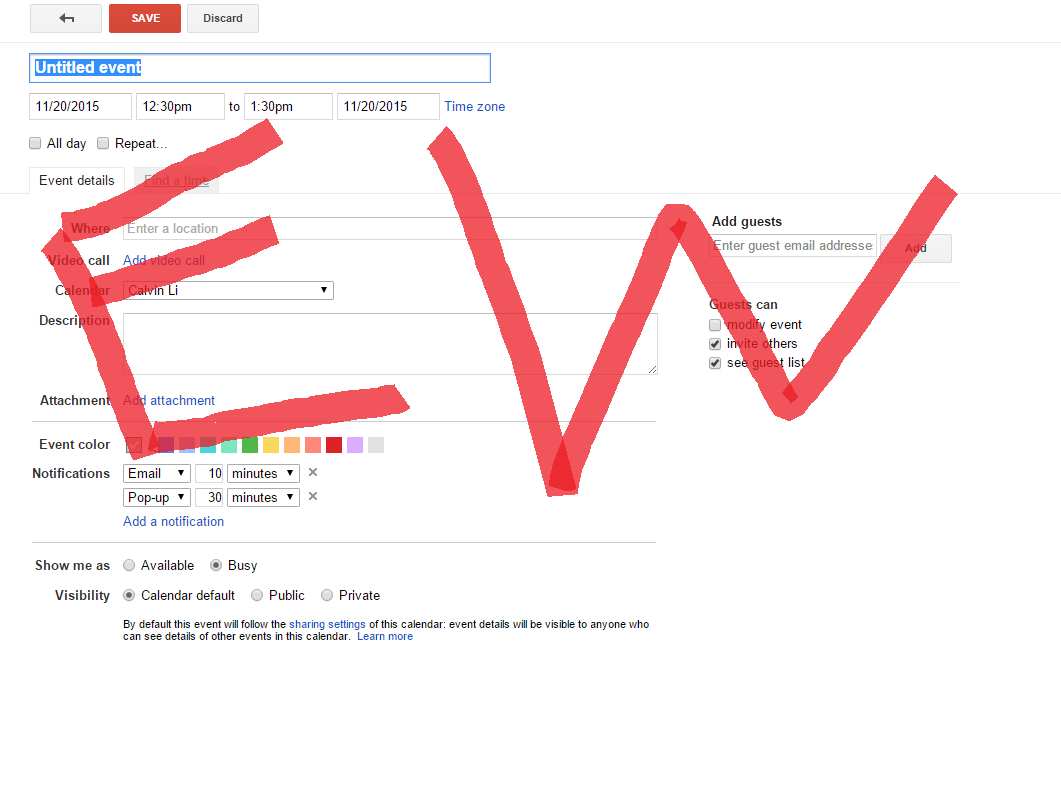 SAVE Discard
Untitled event
11/20/2015 12:30pm to 1:30pm 11/20/2015 Time zone
All day Repeat...
Event details Find a time
Where Enter a location
Video call Add video call
Calendar Calvin Li
Description
Attachment Add attachment
Event color
Notifications Email 10 minutes
Pop-up 30 minutes
Add a notification
Show me as Available Busy
Visibility Calendar default Public Private
By default this event will follow the sharing settings of this calendar: event details will be visible to anyone who
can see details of other events in this calendar. Learn more
Add guests
Enter guest email addresse Add
Guests can
modify event
invite others
see guest list
EW